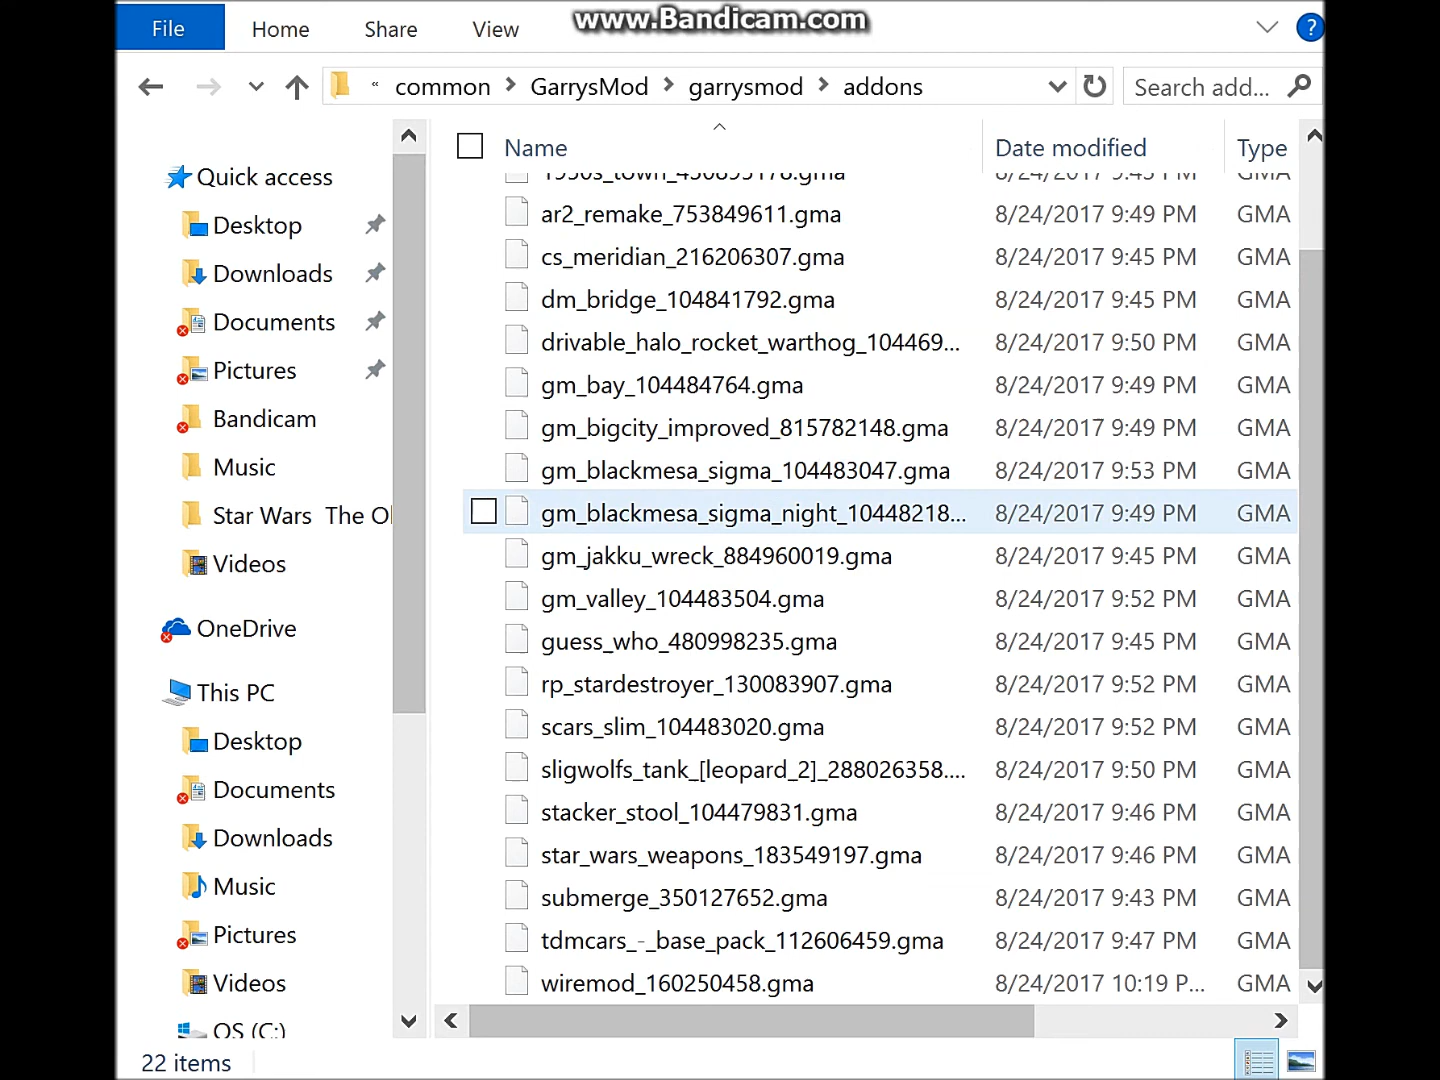 www.Bandicam.com
File Home Share View ?
« common > GarrysMod > garrysmod > addons Search add...
Name Date modified Type
Quick access
Desktop
Downloads
Documents
Pictures
Bandicam
Music
Star Wars The Ol
Videos
OneDrive
This PC
Desktop
Documents
Downloads
Music
Pictures
Videos
OS (C:)
1950s_town_450895178.gma 8/24/2017 9:45 PM GMA
ar2_remake_753849611.gma 8/24/2017 9:49 PM GMA
cs_meridian_216206307.gma 8/24/2017 9:45 PM GMA
dm_bridge_104841792.gma 8/24/2017 9:45 PM GMA
drivable_halo_rocket_warthog_104469... 8/24/2017 9:50 PM GMA
gm_bay_104484764.gma 8/24/2017 9:49 PM GMA
gm_bigcity_improved_815782148.gma 8/24/2017 9:49 PM GMA
gm_blackmesa_sigma_104483047.gma 8/24/2017 9:53 PM GMA
gm_blackmesa_sigma_night_10448218... 8/24/2017 9:49 PM GMA
gm_jakku_wreck_884960019.gma 8/24/2017 9:45 PM GMA
gm_valley_104483504.gma 8/24/2017 9:52 PM GMA
guess_who_480998235.gma 8/24/2017 9:45 PM GMA
rp_stardestroyer_130083907.gma 8/24/2017 9:52 PM GMA
scars_slim_104483020.gma 8/24/2017 9:52 PM GMA
sligwolfs_tank_[leopard_2]_288026358.... 8/24/2017 9:50 PM GMA
stacker_stool_104479831.gma 8/24/2017 9:46 PM GMA
star_wars_weapons_183549197.gma 8/24/2017 9:46 PM GMA
submerge_350127652.gma 8/24/2017 9:43 PM GMA
tdmcars_-_base_pack_112606459.gma 8/24/2017 9:47 PM GMA
wiremod_160250458.gma 8/24/2017 10:19 P... GMA
22 items